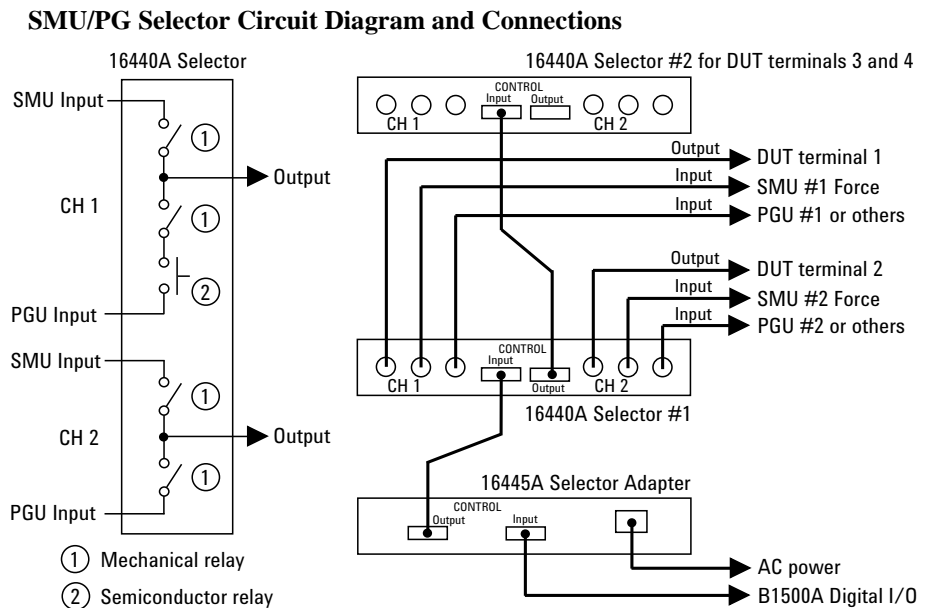 SMU/PG Selector Circuit Diagram and Connections
16440A Selector
SMU Input
1
Output
CH 1
1
2
PGU Input
SMU Input
1
CH 2
Output
1
PGU Input
1 Mechanical relay
2 Semiconductor relay
16440A Selector #2 for DUT terminals 3 and 4
CONTROL
Input Output
CH 1 CH 2
Output DUT terminal 1
Input SMU #1 Force
Input PGU #1 or others
Output DUT terminal 2
Input SMU #2 Force
Input PGU #2 or others
CONTROL
Input
CH 1 Output CH 2
16440A Selector #1
16445A Selector Adapter
CONTROL
Output Input
AC power
B1500A Digital I/O